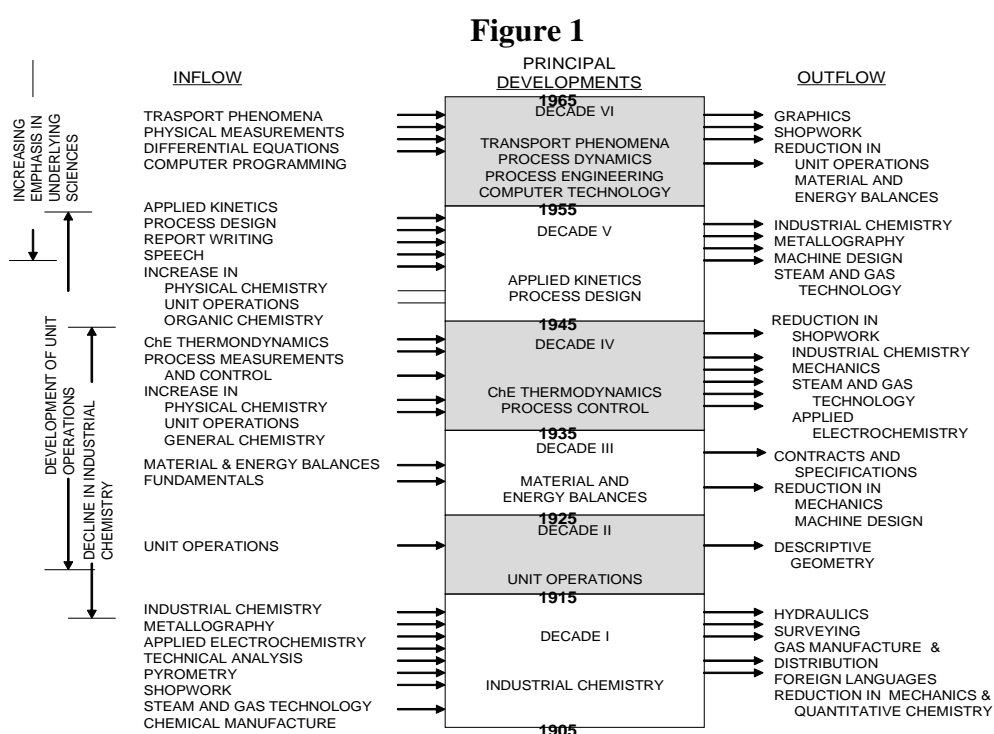 Figure 1
INFLOW
PRINCIPAL
DEVELOPMENTS
OUTFLOW
INCREASING
EMPHASIS IN
UNDERLYING
SCIENCES
DEVELOPMENT OF UNIT
OPERATIONS
DECLINE IN INDUSTRIAL
CHEMISTRY
TRASPORT PHENOMENA
PHYSICAL MEASUREMENTS
DIFFERENTIAL EQUATIONS
COMPUTER PROGRAMMING
1965
DECADE VI
TRANSPORT PHENOMENA
PROCESS DYNAMICS
PROCESS ENGINEERING
COMPUTER TECHNOLOGY
GRAPHICS
SHOPWORK
REDUCTION IN
UNIT OPERATIONS
MATERIAL AND
ENERGY BALANCES
APPLIED KINETICS
PROCESS DESIGN
REPORT WRITING
SPEECH
INCREASE IN
PHYSICAL CHEMISTRY
UNIT OPERATIONS
ORGANIC CHEMISTRY
1955
DECADE V
APPLIED KINETICS
PROCESS DESIGN
INDUSTRIAL CHEMISTRY
METALLOGRAPHY
MACHINE DESIGN
STEAM AND GAS
TECHNOLOGY
ChE THERMONDYNAMICS
PROCESS MEASUREMENTS
AND CONTROL
INCREASE IN
PHYSICAL CHEMISTRY
UNIT OPERATIONS
GENERAL CHEMISTRY
1945
DECADE IV
ChE THERMODYNAMICS
PROCESS CONTROL
REDUCTION IN
SHOPWORK
INDUSTRIAL CHEMISTRY
MECHANICS
STEAM AND GAS
TECHNOLOGY
APPLIED
ELECTROCHEMISTRY
MATERIAL & ENERGY BALANCES
FUNDAMENTALS
1935
DECADE III
MATERIAL AND
ENERGY BALANCES
CONTRACTS AND
SPECIFICATIONS
REDUCTION IN
MECHANICS
MACHINE DESIGN
UNIT OPERATIONS
1925
DECADE II
UNIT OPERATIONS
DESCRIPTIVE
GEOMETRY
INDUSTRIAL CHEMISTRY
METALLOGRAPHY
APPLIED ELECTROCHEMISTRY
TECHNICAL ANALYSIS
PYROMETRY
SHOPWORK
STEAM AND GAS TECHNOLOGY
CHEMICAL MANUFACTURE
1915
DECADE I
INDUSTRIAL CHEMISTRY
1905
HYDRAULICS
SURVEYING
GAS MANUFACTURE &
DISTRIBUTION
FOREIGN LANGUAGES
REDUCTION IN MECHANICS &
QUANTITATIVE CHEMISTRY